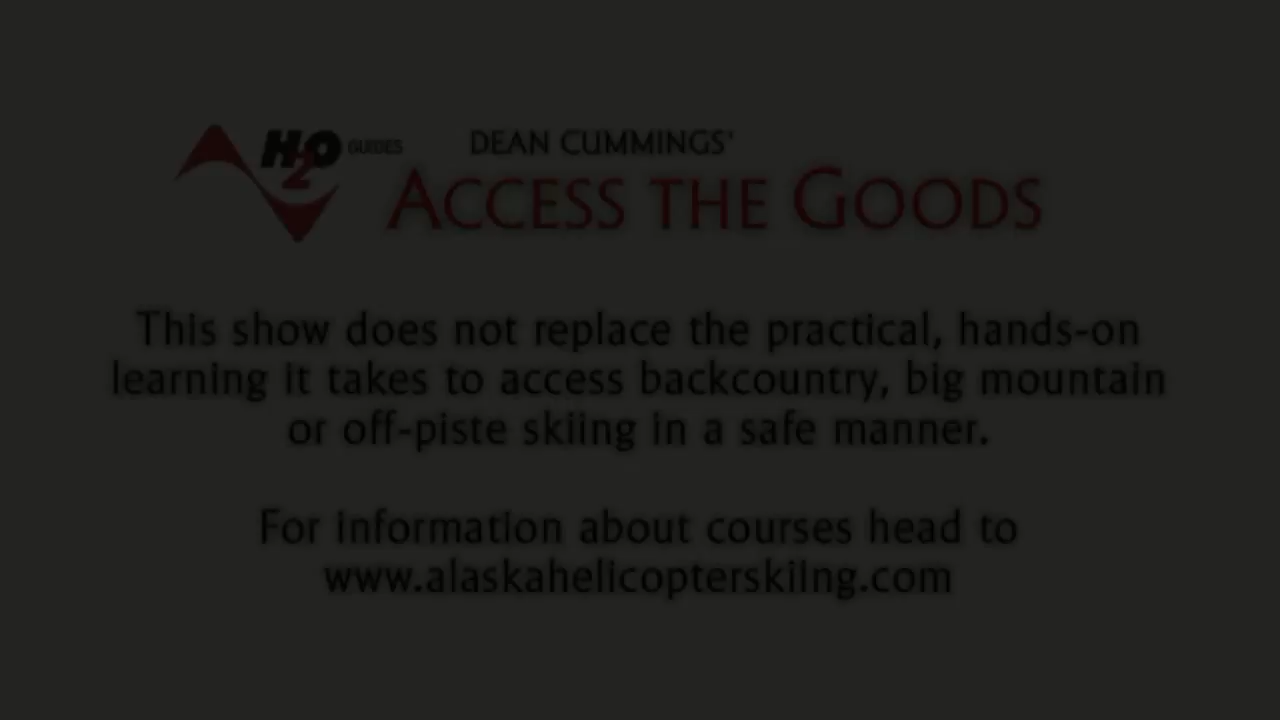 H2O GUIDES
DEAN CUMMINGS'
ACCESS THE GOODS
This show does not replace the practical, hands-on
learning it takes to access backcountry, big mountain
or off-piste skiing in a safe manner.
For information about courses head to
www.alaskahelicopterskiing.com